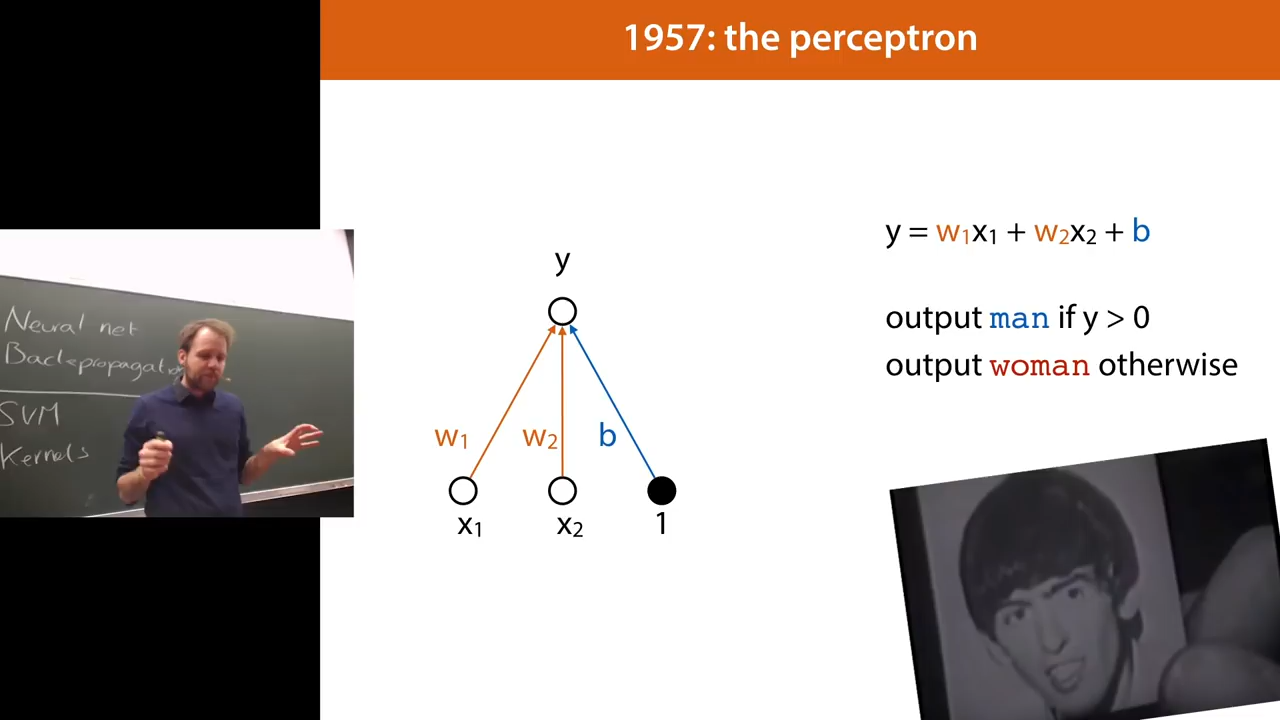 1957: the perceptron
Neural net
Backpropagation
SVM
Kernels
y
w₁
w₂
b
x₁
x₂
1
y = w₁x₁ + w₂x₂ + b
output man if y > 0
output woman otherwise